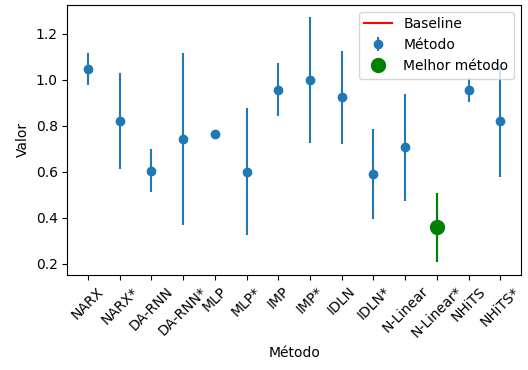 Baseline
Método
Melhor método
1.2
1.0
0.8
0.6
0.4
0.2
Valor
NARX
NARX*
DA-RNN
DA-RNN*
MLP
MLP*
IMP
IMP*
IDLN
IDLN*
N-Linear
N-Linear*
NHiTS
NHiTS*
Método